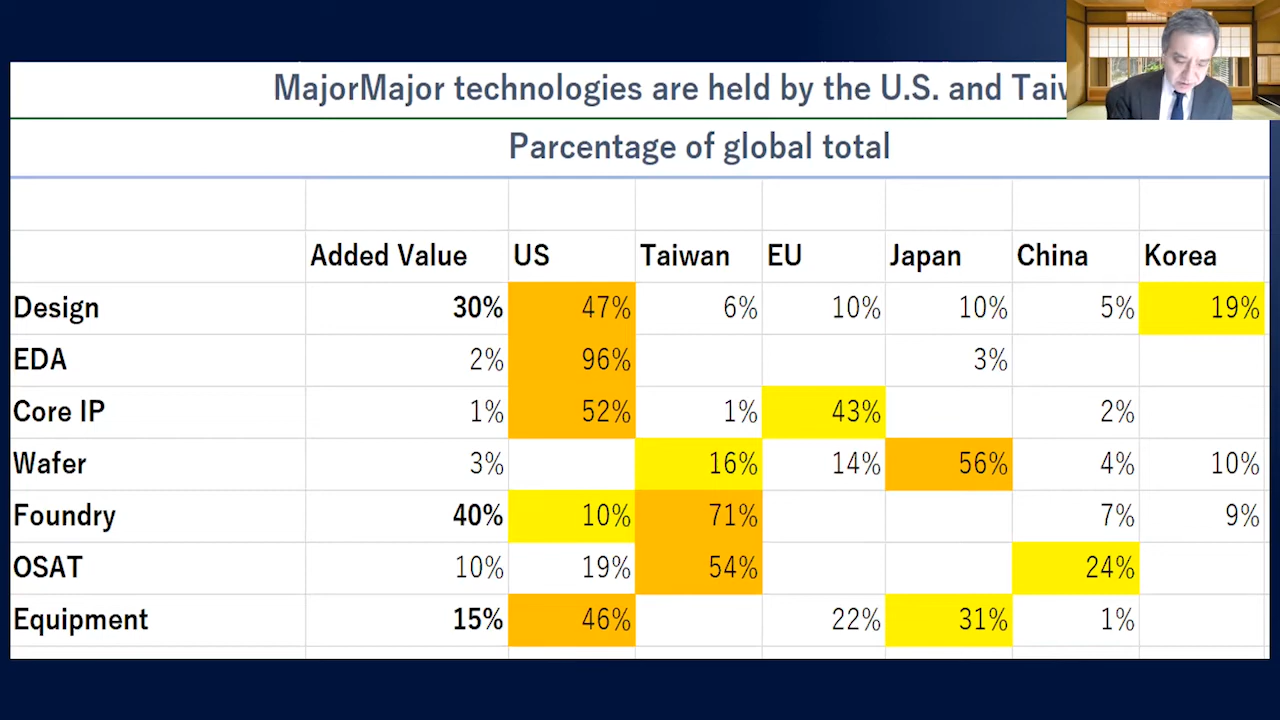 MajorMajor technologies are held by the U.S. and
Parcentage of global total
Added Value US Taiwan EU Japan China Korea
Design 30% 47% 6% 10% 10% 5% 19%
EDA 2% 96% 3%
Core IP 1% 52% 1% 43% 2%
Wafer 3% 16% 14% 56% 4% 10%
Foundry 40% 10% 71% 7% 9%
OSAT 10% 19% 54% 24%
Equipment 15% 46% 22% 31% 1%